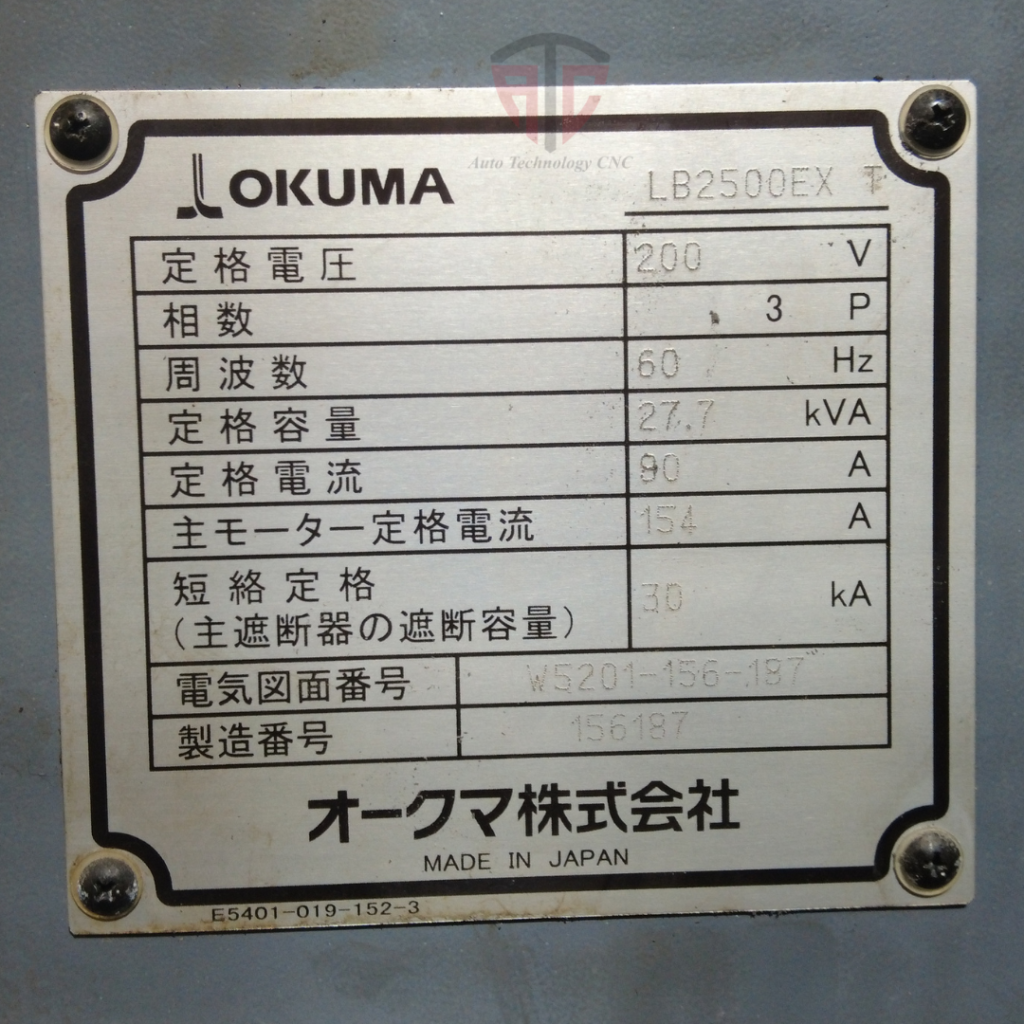 ATC
Auto Technology CNC
OKUMA LB2500EX T
定格電圧 200 V
相数 3 P
周波数 60 Hz
定格容量 27.7 kVA
定格電流 80 A
主モーター定格電流 154 A
短絡定格 30 kA
(主遮断器の遮断容量)
電気図面番号 W5201-156-187
製造番号 156187
オークマ株式会社
MADE IN JAPAN
E5401-019-152-3